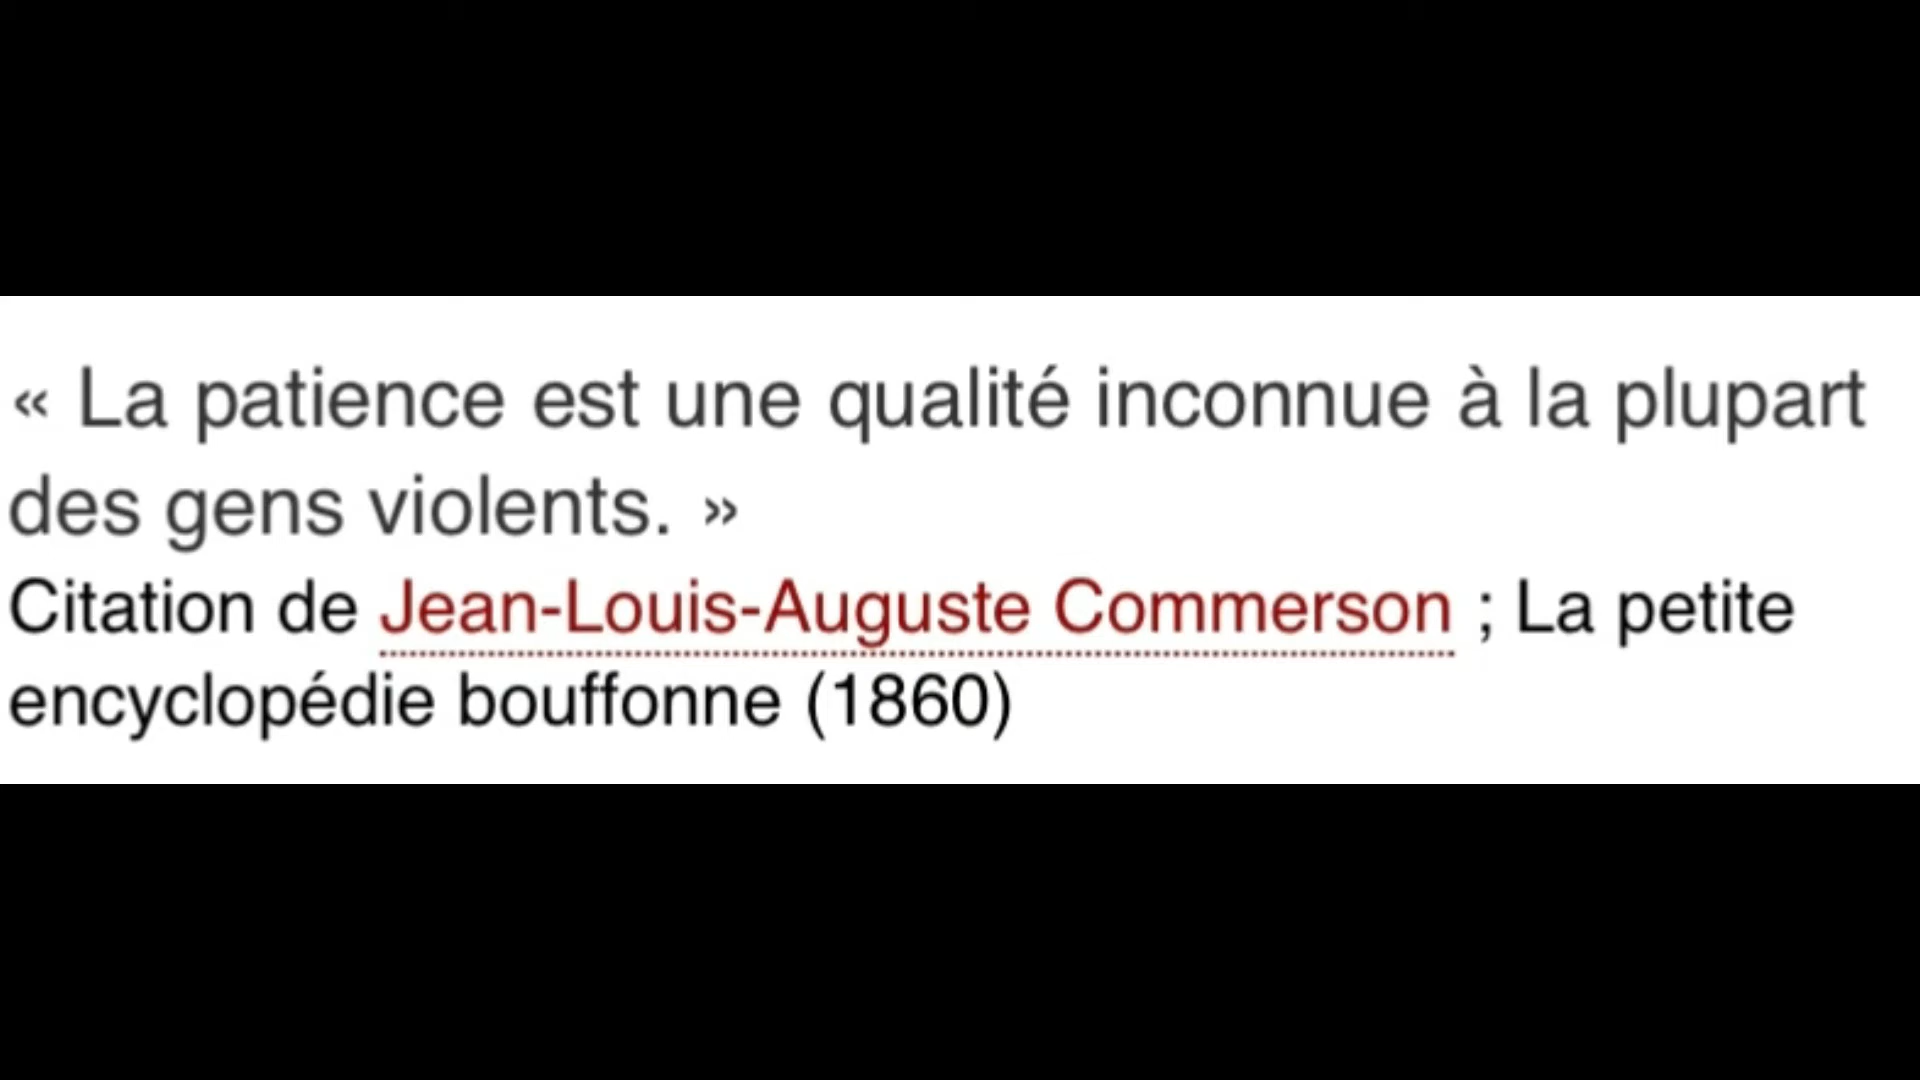 « La patience est une qualité inconnue à la plupart
des gens violents. »
Citation de Jean-Louis-Auguste Commerson ; La petite
encyclopédie bouffonne (1860)